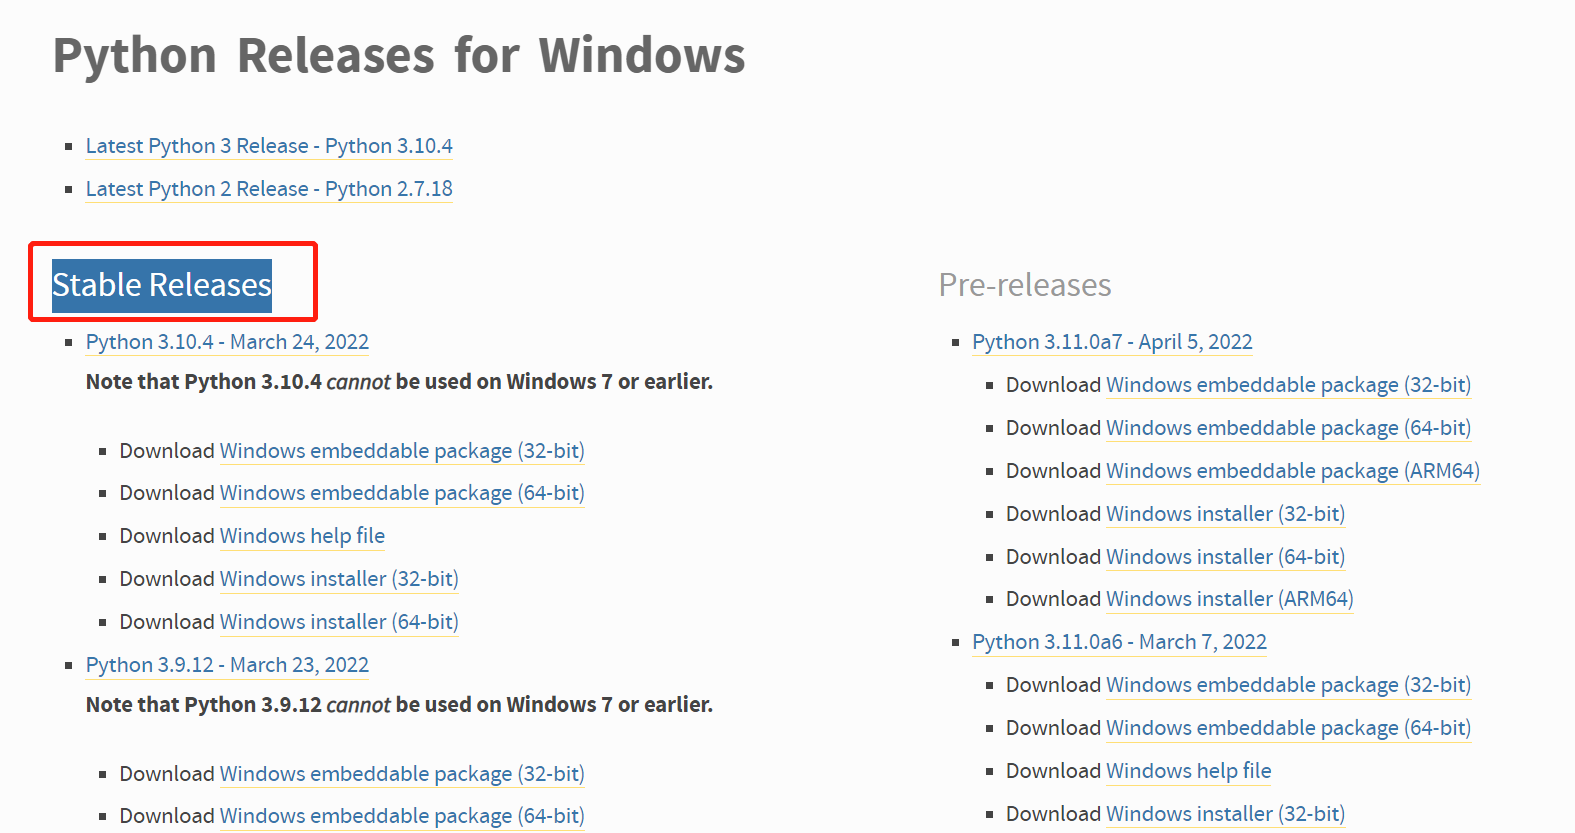 Python Releases for Windows
Latest Python 3 Release - Python 3.10.4
Latest Python 2 Release - Python 2.7.18
Stable Releases
Python 3.10.4 - March 24, 2022
Note that Python 3.10.4 cannot be used on Windows 7 or earlier.
Download Windows embeddable package (32-bit)
Download Windows embeddable package (64-bit)
Download Windows help file
Download Windows installer (32-bit)
Download Windows installer (64-bit)
Python 3.9.12 - March 23, 2022
Note that Python 3.9.12 cannot be used on Windows 7 or earlier.
Download Windows embeddable package (32-bit)
Download Windows embeddable package (64-bit)
Pre-releases
Python 3.11.0a7 - April 5, 2022
Download Windows embeddable package (32-bit)
Download Windows embeddable package (64-bit)
Download Windows embeddable package (ARM64)
Download Windows installer (32-bit)
Download Windows installer (64-bit)
Download Windows installer (ARM64)
Python 3.11.0a6 - March 7, 2022
Download Windows embeddable package (32-bit)
Download Windows embeddable package (64-bit)
Download Windows help file
Download Windows installer (32-bit)